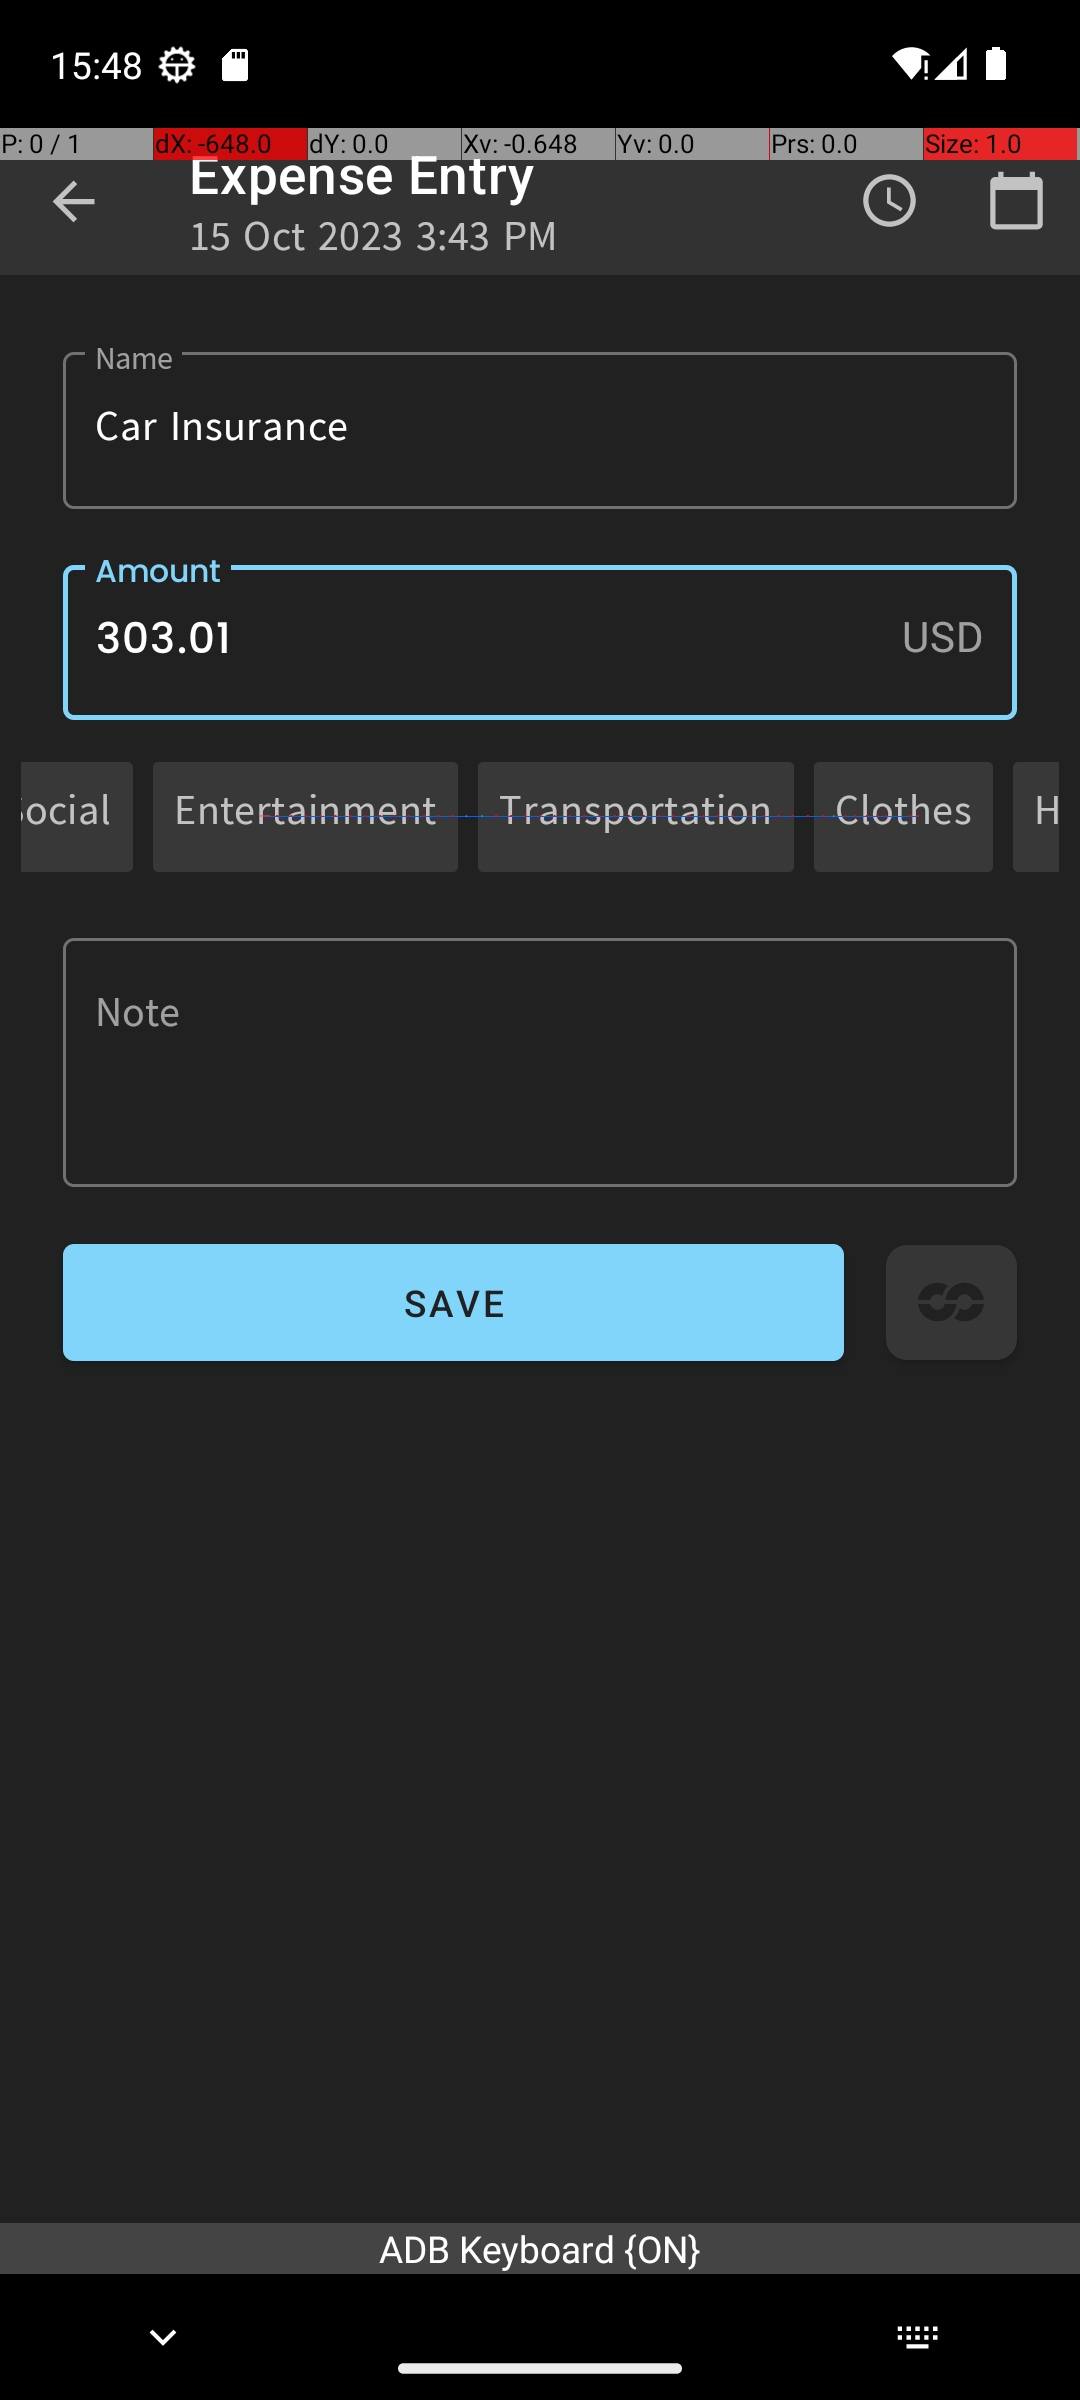 15:48
P: 0 / 1 dX: -648.0 dY: 0.0 Xv: -0.648 Yv: 0.0 Prs: 0.0 Size: 1.0
Expense Entry
15 Oct 2023 3:43 PM
Name
Car Insurance
Amount
303.01 USD
ocial Entertainment Transportation Clothes H
Note
SAVE
ADB Keyboard {ON}